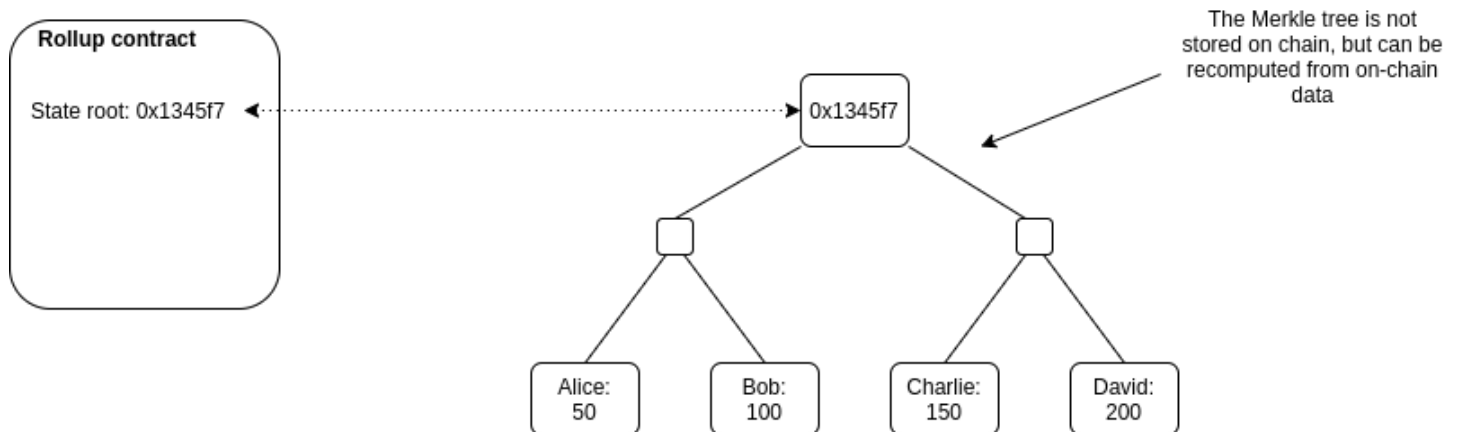 Rollup contract
State root: 0x1345f7
0x1345f7
The Merkle tree is not
stored on chain, but can be
recomputed from on-chain
data
Alice:
50
Bob:
100
Charlie:
150
David:
200